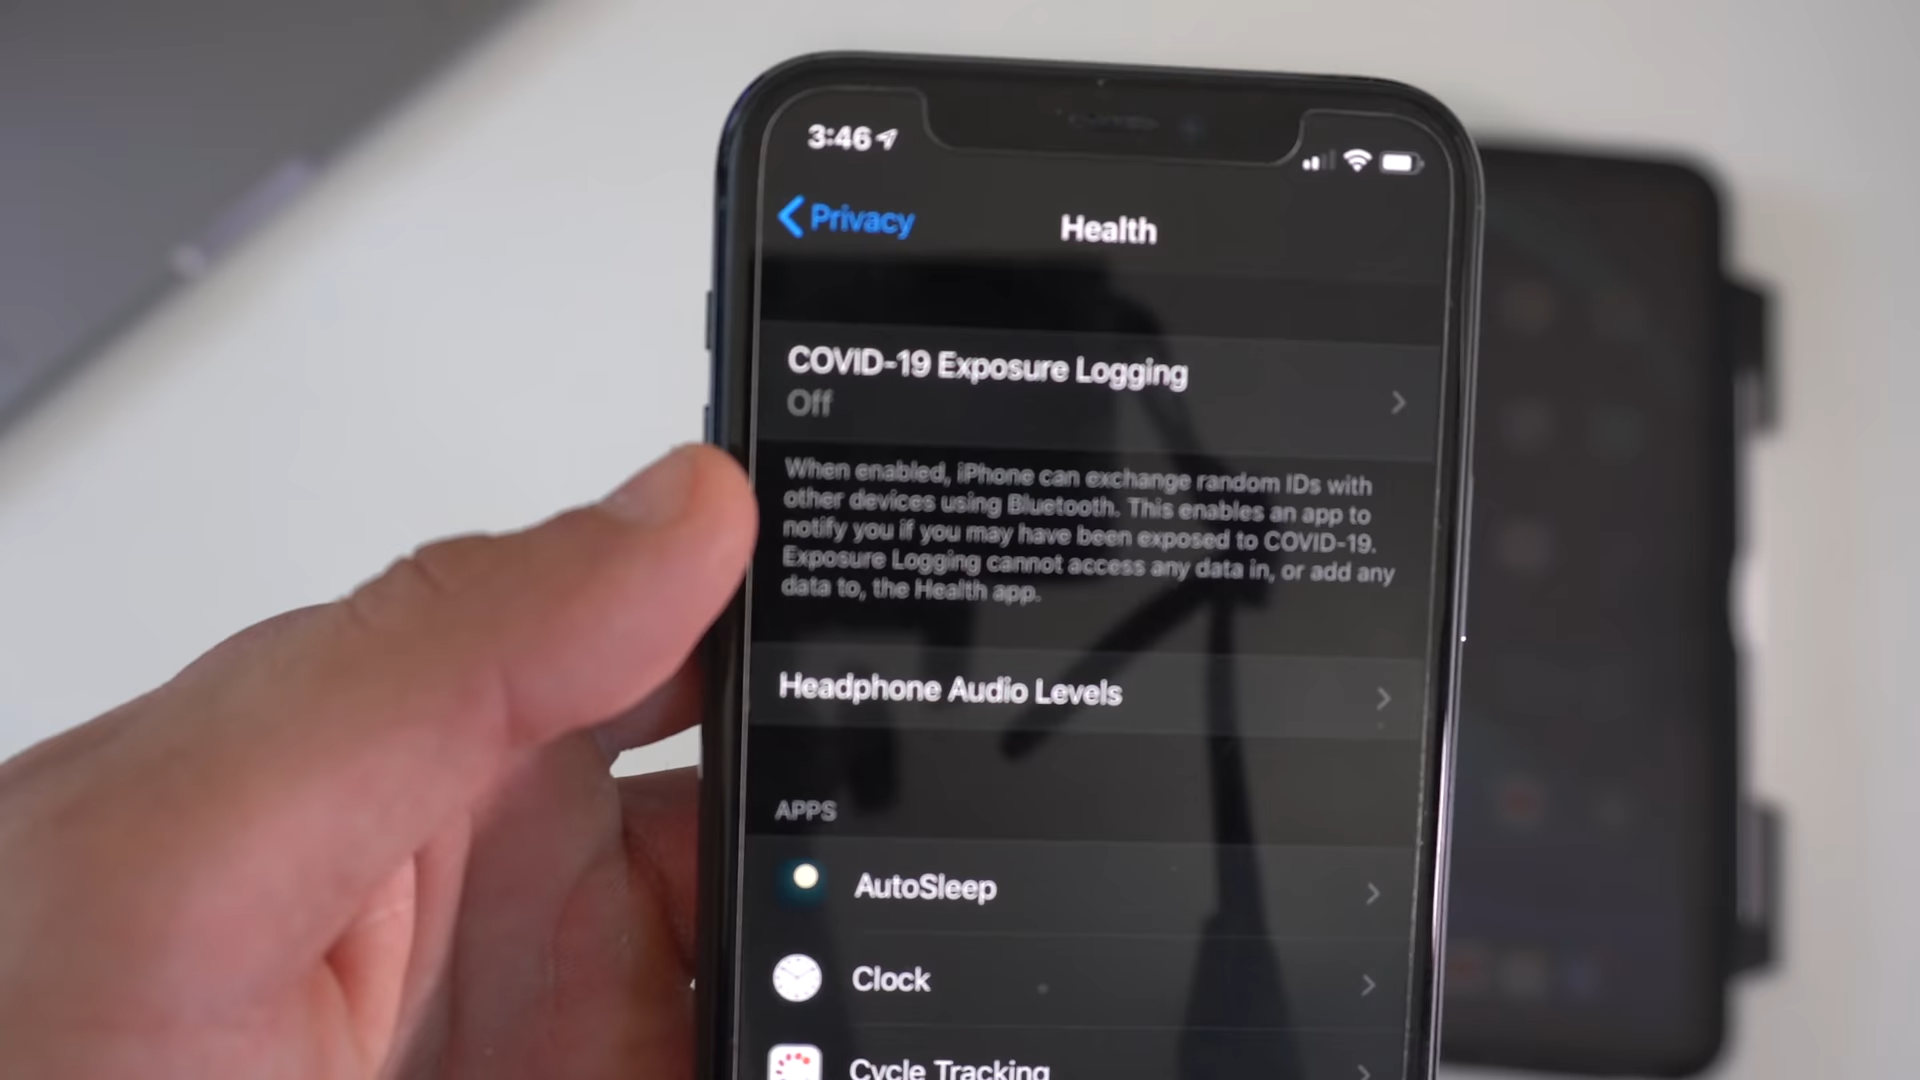 3:46
Privacy
Health
COVID-19 Exposure Logging
Off
When enabled, iPhone can exchange random IDs with
other devices using Bluetooth. This enables an app to
notify you if you may have been exposed to COVID-19.
Exposure Logging cannot access any data in, or add any
data to, the Health app.
Headphone Audio Levels
APPS
AutoSleep
Clock
Cycle Tracking